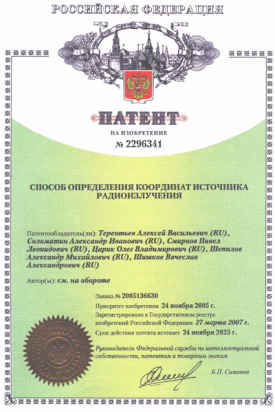 РОССИЙСКАЯ ФЕДЕРАЦИЯ
ПАТЕНТ
НА ИЗОБРЕТЕНИЕ
№ 2296341
СПОСОБ ОПРЕДЕЛЕНИЯ КООРДИНАТ ИСТОЧНИКА
РАДИОИЗЛУЧЕНИЯ
Патентообладатель(ли): Терентьев Алексей Васильевич (RU),
Соломатин Александр Иванович (RU), Смирнов Павел
Леонидович (RU), Царик Олег Владимирович (RU), Шепилов
Александр Михайлович (RU), Шишков Вячеслав
Александрович (RU)
Автор(ы): см. на обороте
Заявка № 2005136630
Приоритет изобретения 24 ноября 2005 г.
Зарегистрировано в Государственном реестре
изобретений Российской Федерации 27 марта 2007 г.
Срок действия патента истекает 24 ноября 2025 г.
Руководитель Федеральной службы по интеллектуальной
собственности, патентам и товарным знакам
Б.П. Симонов